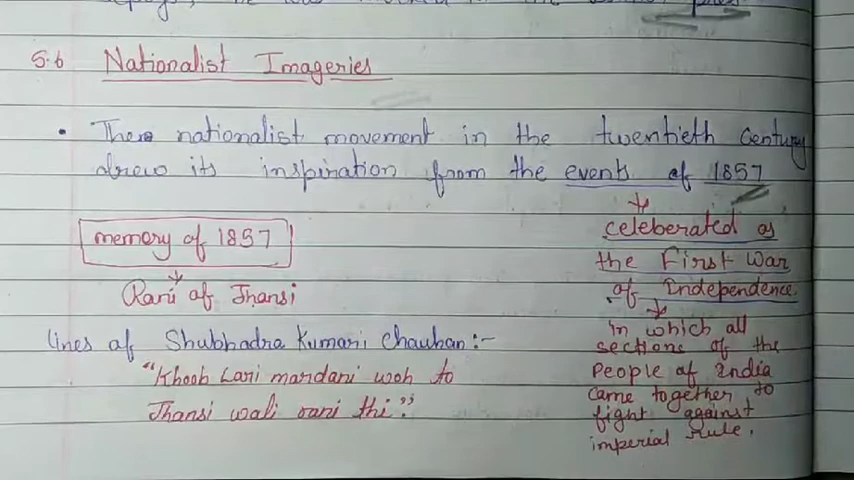 5.6 Nationalist Imageries
• The nationalist movement in the twentieth century
drew its inspiration from the events of 1857
celeberated as
the First War
of Independence
in which all
sections of the
People of India
came together to
fight against
imperial rule.
memory of 1857
Rani of Jhansi
lines of Shubhadra Kumari Chauhan:-
"Khoob Lari mardani woh to
Jhansi wali rani thi".